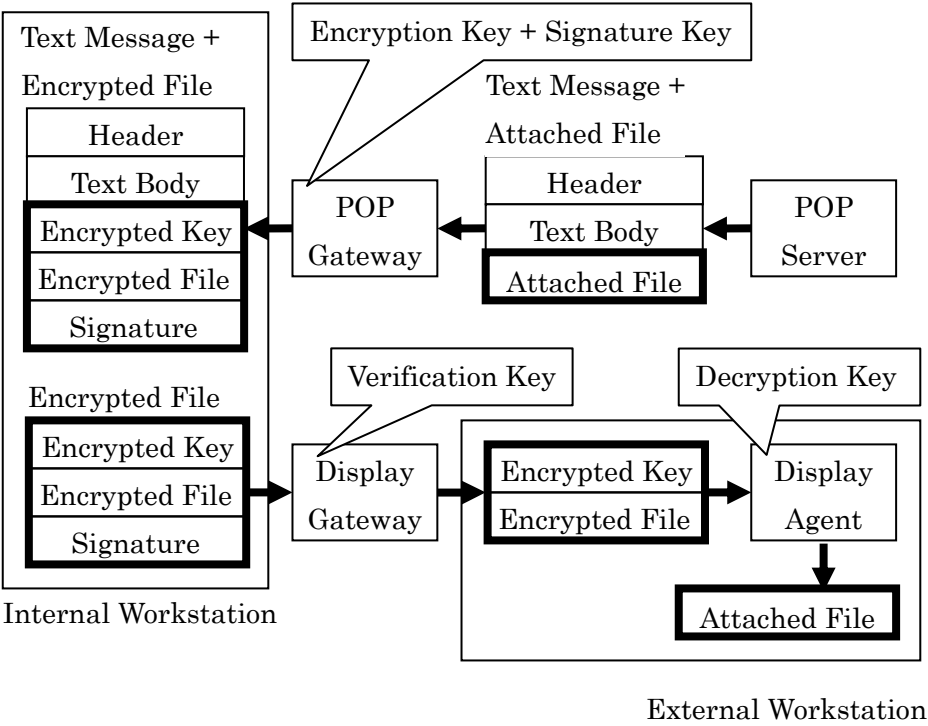 Text Message +
Encrypted File
Header
Text Body
Encrypted Key
Encrypted File
Signature
Encryption Key + Signature Key
POP
Gateway
Text Message +
Attached File
Header
Text Body
Attached File
POP
Server
Encrypted File
Encrypted Key
Encrypted File
Signature
Internal Workstation
Verification Key
Display
Gateway
Encrypted Key
Encrypted File
Decryption Key
Display
Agent
Attached File
External Workstation